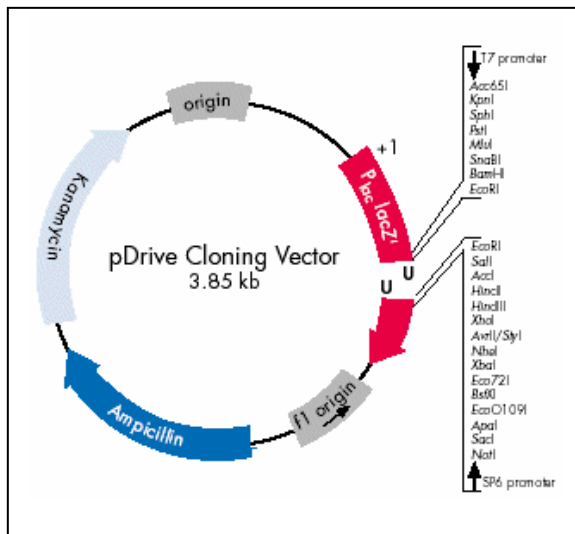 T7 promoter
Acc65I
KpnI
SphI
PstI
MluI
SnaBI
BamHI
EcoRI
origin
+1
Plac lacZ'
Kanamycin
pDrive Cloning Vector
3.85 kb
U
U
EcoRI
SalI
AccI
HincII
HindIII
XhoI
AvrII/StyI
NheI
XbaI
Eco72I
BstXI
EcoO109I
ApaI
SacI
NotI
SP6 promoter
f1 origin
Ampicillin